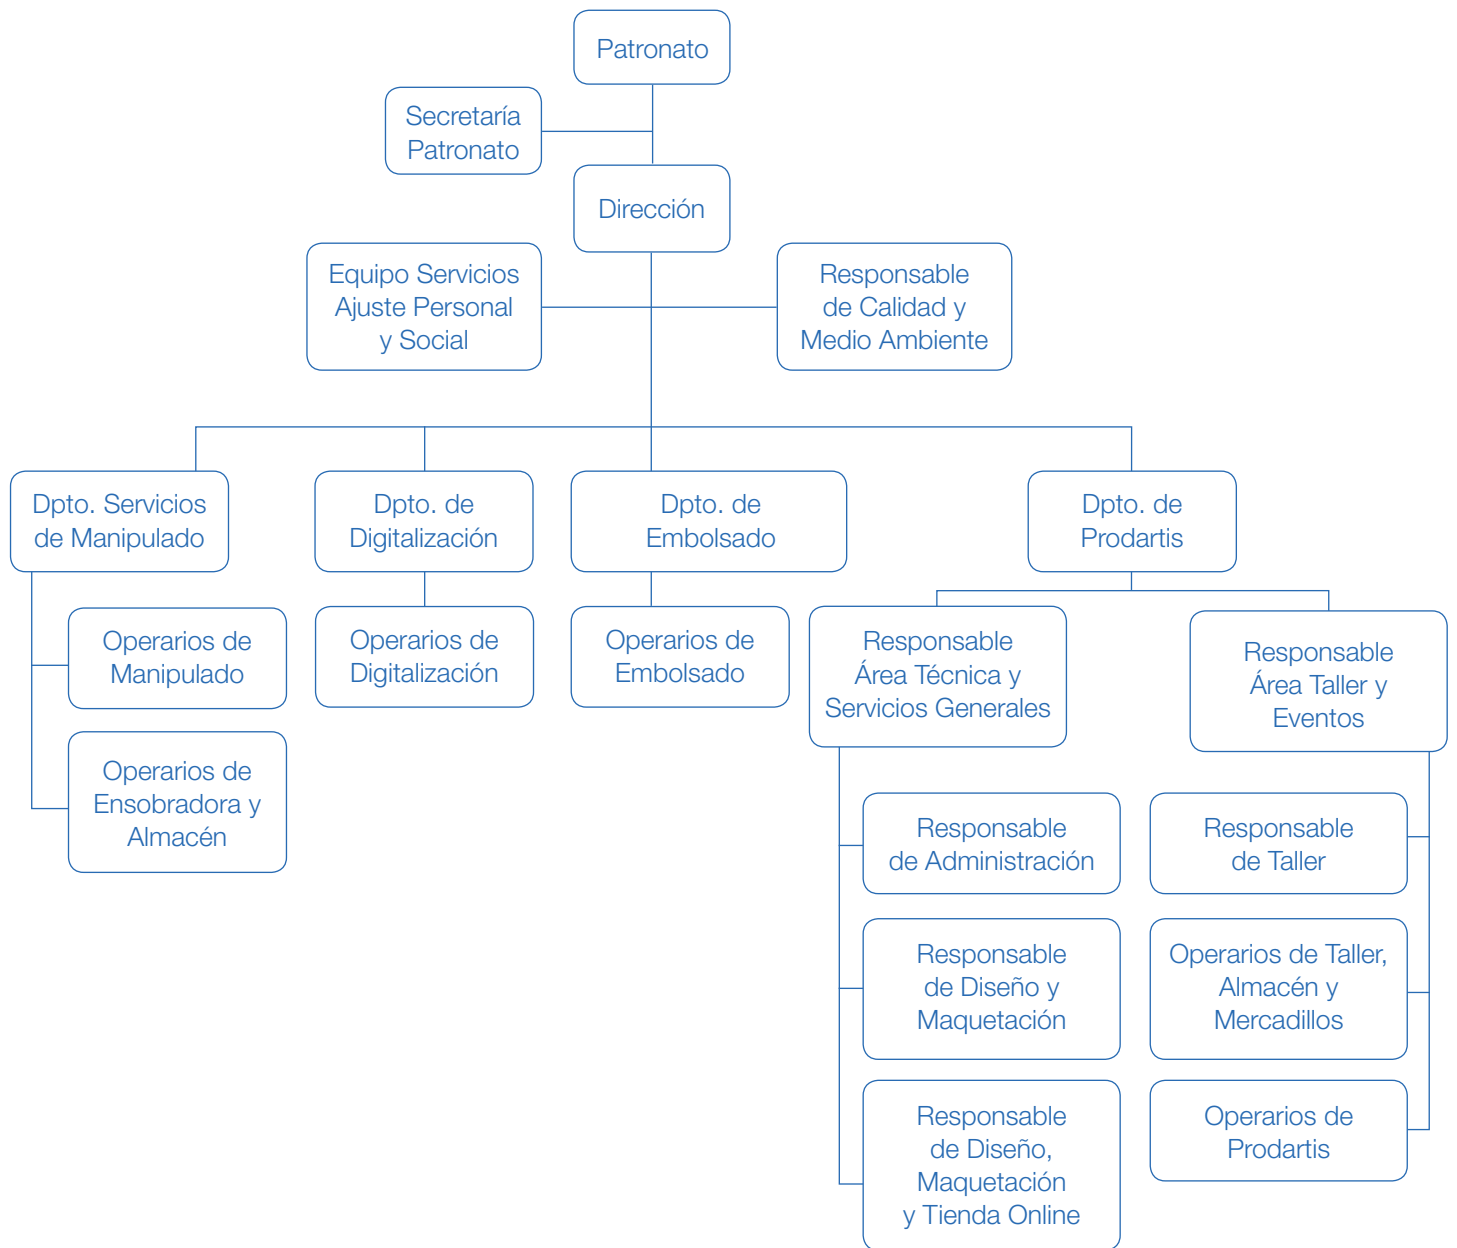 Patronato
Secretaría
Patronato
Dirección
Equipo Servicios
Ajuste Personal
y Social
Responsable
de Calidad y
Medio Ambiente
Dpto. Servicios
de Manipulado
Dpto. de
Digitalización
Dpto. de
Embolsado
Dpto. de
Prodartis
Operarios de
Manipulado
Operarios de
Ensobradora y
Almacén
Operarios de
Digitalización
Operarios de
Embolsado
Responsable
Área Técnica y
Servicios Generales
Responsable
Área Taller y
Eventos
Responsable
de Administración
Responsable
de Diseño y
Maquetación
Responsable
de Diseño,
Maquetación
y Tienda Online
Responsable
de Taller
Operarios de Taller,
Almacén y
Mercadillos
Operarios de
Prodartis